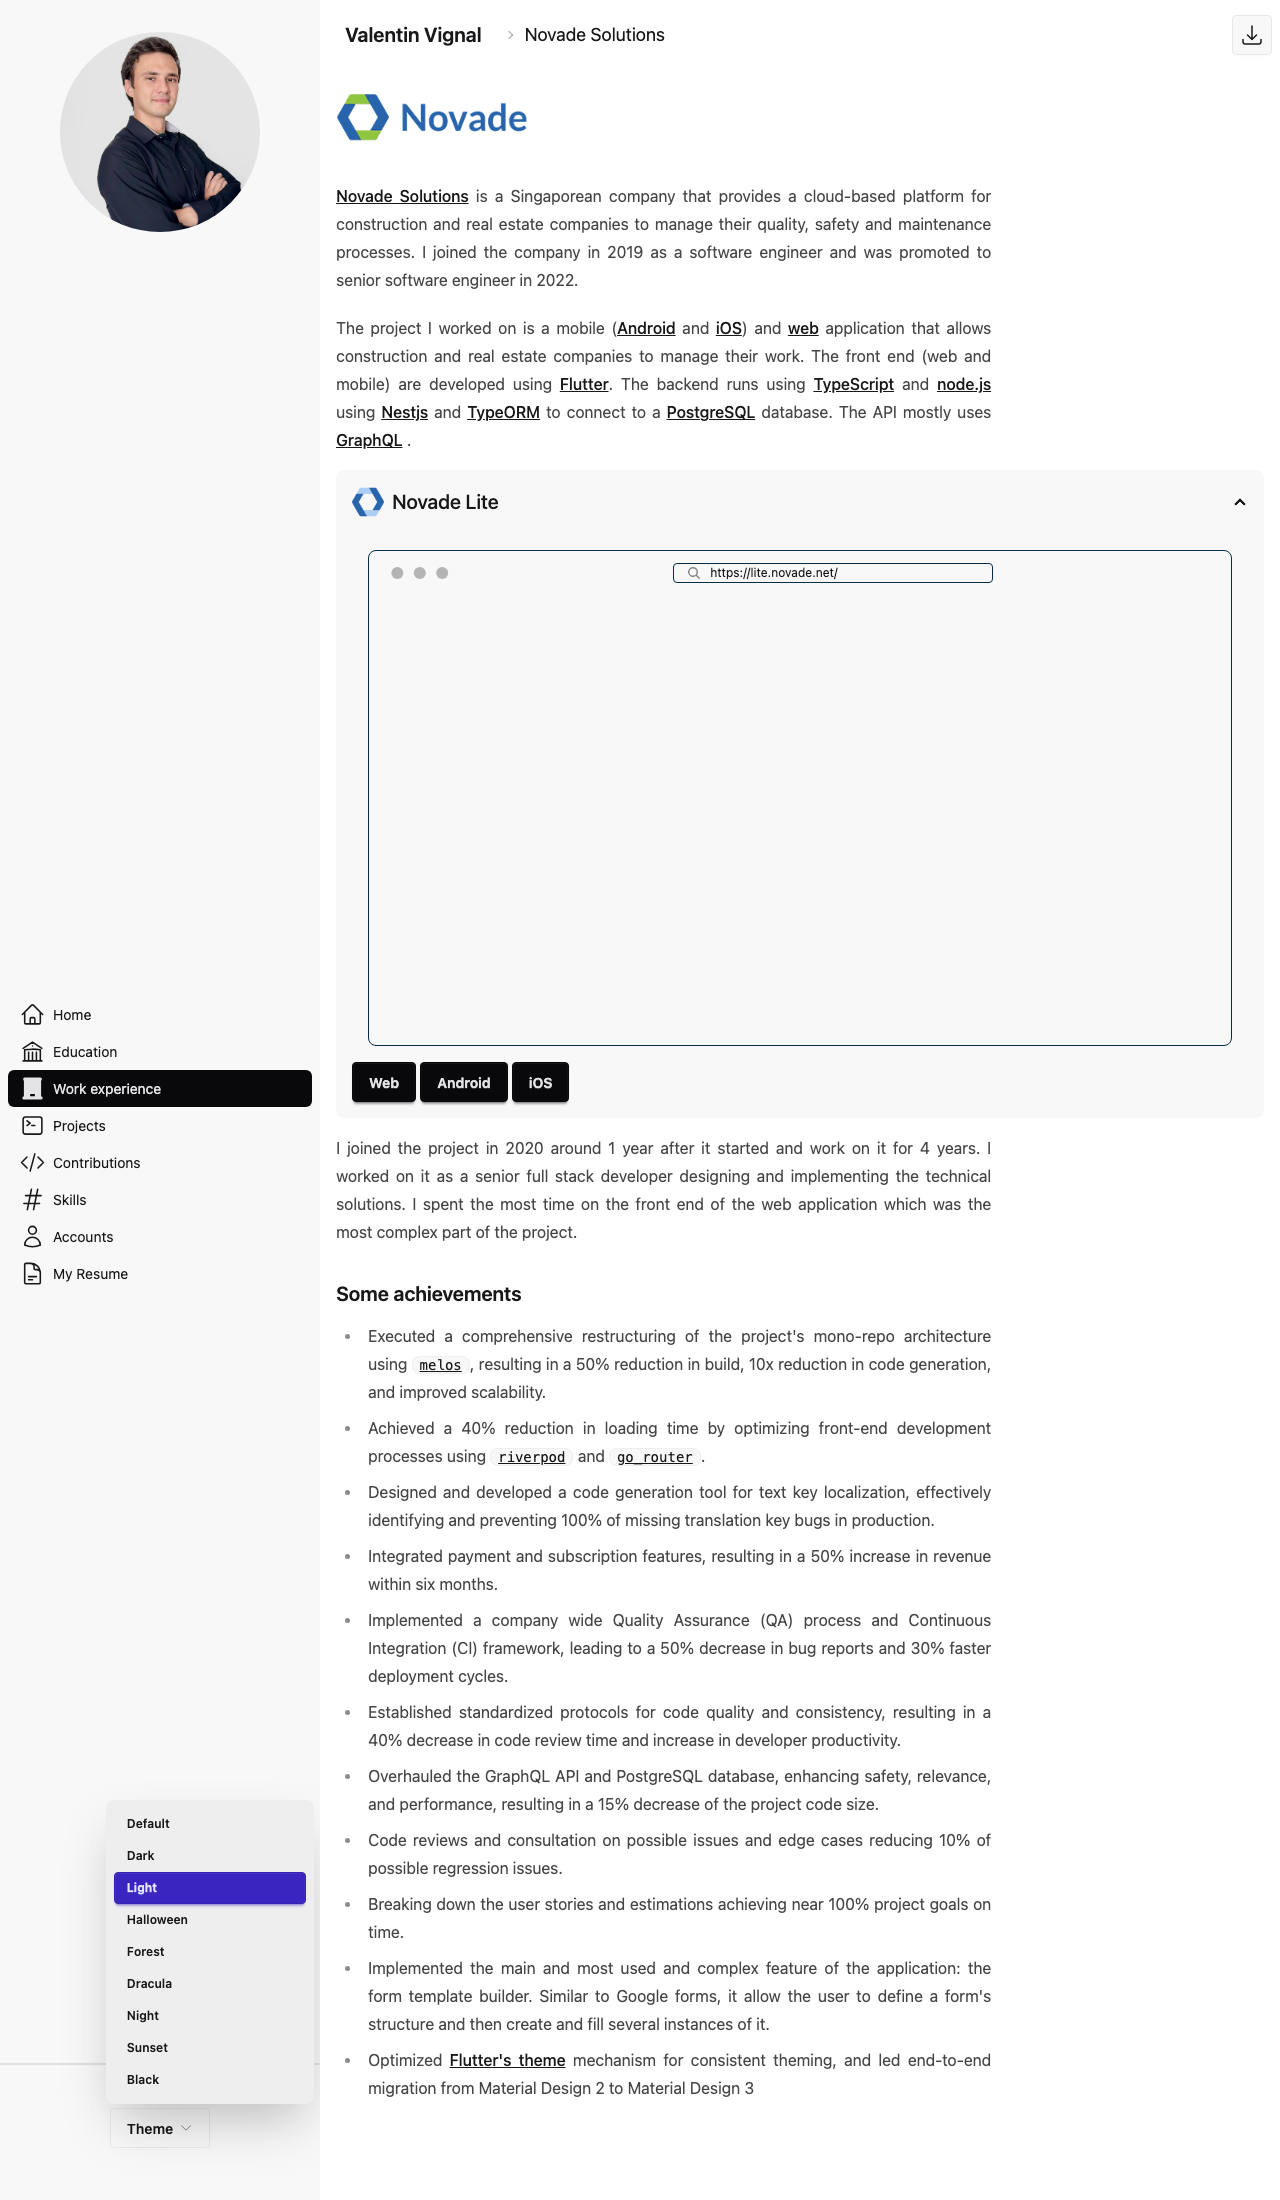 Valentin Vignal
Novade Solutions
Novade
Novade Solutions is a Singaporean company that provides a cloud-based platform for
construction and real estate companies to manage their quality, safety and maintenance
processes. I joined the company in 2019 as a software engineer and was promoted to
senior software engineer in 2022.
The project I worked on is a mobile (Android and iOS) and web application that allows
construction and real estate companies to manage their work. The front end (web and
mobile) are developed using Flutter. The backend runs using TypeScript and node.js
using Nestjs and TypeORM to connect to a PostgreSQL database. The API mostly uses
GraphQL .
Novade Lite
https://lite.novade.net/
Web Android iOS
I joined the project in 2020 around 1 year after it started and work on it for 4 years. I
worked on it as a senior full stack developer designing and implementing the technical
solutions. I spent the most time on the front end of the web application which was the
most complex part of the project.
Some achievements
• Executed a comprehensive restructuring of the project's mono-repo architecture
using melos , resulting in a 50% reduction in build, 10x reduction in code generation,
and improved scalability.
• Achieved a 40% reduction in loading time by optimizing front-end development
processes using riverpod and go_router .
• Designed and developed a code generation tool for text key localization, effectively
identifying and preventing 100% of missing translation key bugs in production.
• Integrated payment and subscription features, resulting in a 50% increase in revenue
within six months.
• Implemented a company wide Quality Assurance (QA) process and Continuous
Integration (CI) framework, leading to a 50% decrease in bug reports and 30% faster
deployment cycles.
• Established standardized protocols for code quality and consistency, resulting in a
40% decrease in code review time and increase in developer productivity.
• Overhauled the GraphQL API and PostgreSQL database, enhancing safety, relevance,
and performance, resulting in a 15% decrease of the project code size.
• Code reviews and consultation on possible issues and edge cases reducing 10% of
possible regression issues.
• Breaking down the user stories and estimations achieving near 100% project goals on
time.
• Implemented the main and most used and complex feature of the application: the
form template builder. Similar to Google forms, it allow the user to define a form's
structure and then create and fill several instances of it.
• Optimized Flutter's theme mechanism for consistent theming, and led end-to-end
migration from Material Design 2 to Material Design 3
Home
Education
Work experience
Projects
Contributions
Skills
Accounts
My Resume
Default
Dark
Light
Halloween
Forest
Dracula
Night
Sunset
Black
Theme